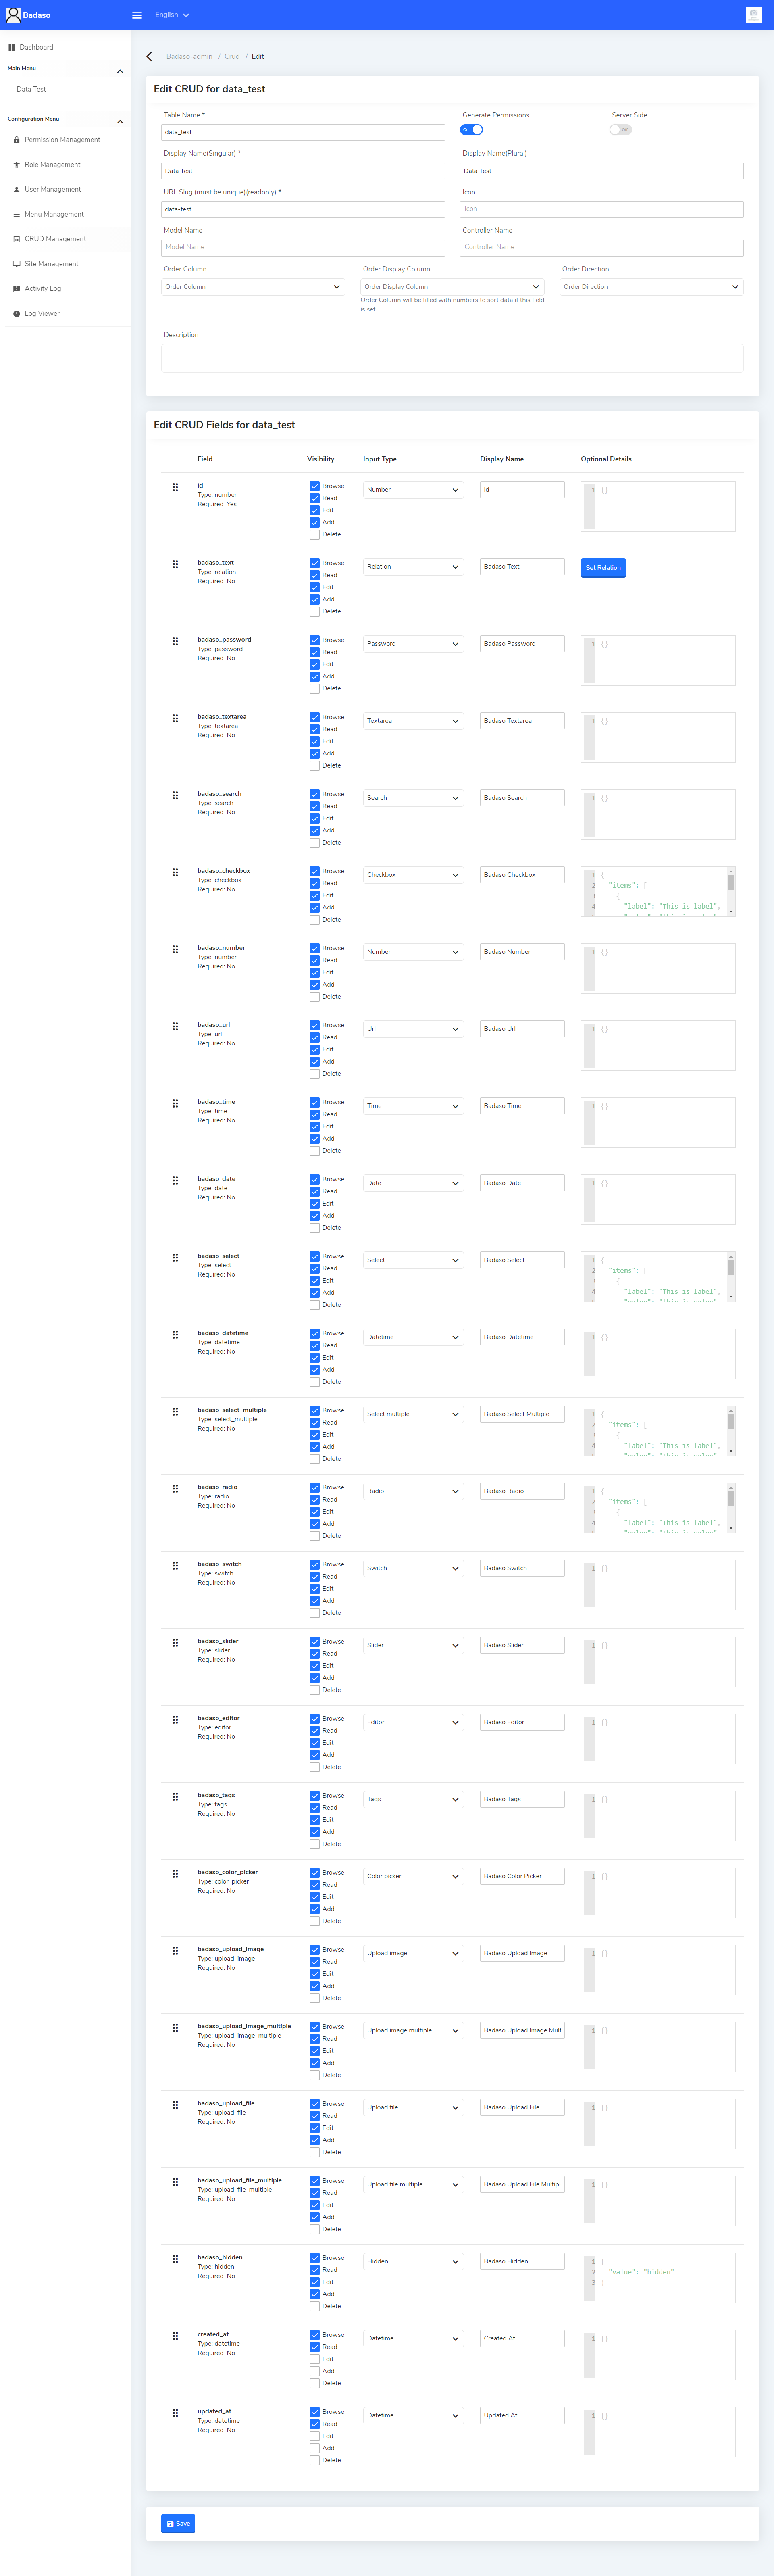 Badaso
English
Dashboard
Main Menu
Data Test
Configuration Menu
Permission Management
Role Management
User Management
Menu Management
CRUD Management
Site Management
Activity Log
Log Viewer
Badaso-admin / Crud / Edit
Edit CRUD for data_test
Table Name * Generate Permissions Server Side
data_test On Off
Display Name(Singular) * Display Name(Plural)
Data Test Data Test
URL Slug (must be unique)(readonly) * Icon
data-test Icon
Model Name Controller Name
Model Name Controller Name
Order Column Order Display Column Order Direction
Order Column Order Display Column Order Direction
Order Column will be filled with numbers to sort data if this field
is set
Description
Edit CRUD Fields for data_test
Field Visibility Input Type Display Name Optional Details
id
Type: number
Required: Yes
Browse
Read
Edit
Add
Delete
Number
Id
1 {}
badaso_text
Type: relation
Required: No
Browse
Read
Edit
Add
Delete
Relation
Badaso Text
Set Relation
badaso_password
Type: password
Required: No
Browse
Read
Edit
Add
Delete
Password
Badaso Password
1 {}
badaso_textarea
Type: textarea
Required: No
Browse
Read
Edit
Add
Delete
Textarea
Badaso Textarea
1 {}
badaso_search
Type: search
Required: No
Browse
Read
Edit
Add
Delete
Search
Badaso Search
1 {}
badaso_checkbox
Type: checkbox
Required: No
Browse
Read
Edit
Add
Delete
Checkbox
Badaso Checkbox
1 {
2 "items": [
3 {
4 "label": "This is label",
badaso_number
Type: number
Required: No
Browse
Read
Edit
Add
Delete
Number
Badaso Number
1 {}
badaso_url
Type: url
Required: No
Browse
Read
Edit
Add
Delete
Url
Badaso Url
1 {}
badaso_time
Type: time
Required: No
Browse
Read
Edit
Add
Delete
Time
Badaso Time
1 {}
badaso_date
Type: date
Required: No
Browse
Read
Edit
Add
Delete
Date
Badaso Date
1 {}
badaso_select
Type: select
Required: No
Browse
Read
Edit
Add
Delete
Select
Badaso Select
1 {
2 "items": [
3 {
4 "label": "This is label",
badaso_datetime
Type: datetime
Required: No
Browse
Read
Edit
Add
Delete
Datetime
Badaso Datetime
1 {}
badaso_select_multiple
Type: select_multiple
Required: No
Browse
Read
Edit
Add
Delete
Select multiple
Badaso Select Multiple
1 {
2 "items": [
3 {
4 "label": "This is label",
badaso_radio
Type: radio
Required: No
Browse
Read
Edit
Add
Delete
Radio
Badaso Radio
1 {
2 "items": [
3 {
4 "label": "This is label",
badaso_switch
Type: switch
Required: No
Browse
Read
Edit
Add
Delete
Switch
Badaso Switch
1 {}
badaso_slider
Type: slider
Required: No
Browse
Read
Edit
Add
Delete
Slider
Badaso Slider
1 {}
badaso_editor
Type: editor
Required: No
Browse
Read
Edit
Add
Delete
Editor
Badaso Editor
1 {}
badaso_tags
Type: tags
Required: No
Browse
Read
Edit
Add
Delete
Tags
Badaso Tags
1 {}
badaso_color_picker
Type: color_picker
Required: No
Browse
Read
Edit
Add
Delete
Color picker
Badaso Color Picker
1 {}
badaso_upload_image
Type: upload_image
Required: No
Browse
Read
Edit
Add
Delete
Upload image
Badaso Upload Image
1 {}
badaso_upload_image_multiple
Type: upload_image_multiple
Required: No
Browse
Read
Edit
Add
Delete
Upload image multiple
Badaso Upload Image Mult
1 {}
badaso_upload_file
Type: upload_file
Required: No
Browse
Read
Edit
Add
Delete
Upload file
Badaso Upload File
1 {}
badaso_upload_file_multiple
Type: upload_file_multiple
Required: No
Browse
Read
Edit
Add
Delete
Upload file multiple
Badaso Upload File Multipl
1 {}
badaso_hidden
Type: hidden
Required: No
Browse
Read
Edit
Add
Delete
Hidden
Badaso Hidden
1 {
2 "value": "hidden"
3 }
created_at
Type: datetime
Required: No
Browse
Read
Edit
Add
Delete
Datetime
Created At
1 {}
updated_at
Type: datetime
Required: No
Browse
Read
Edit
Add
Delete
Datetime
Updated At
1 {}
Save